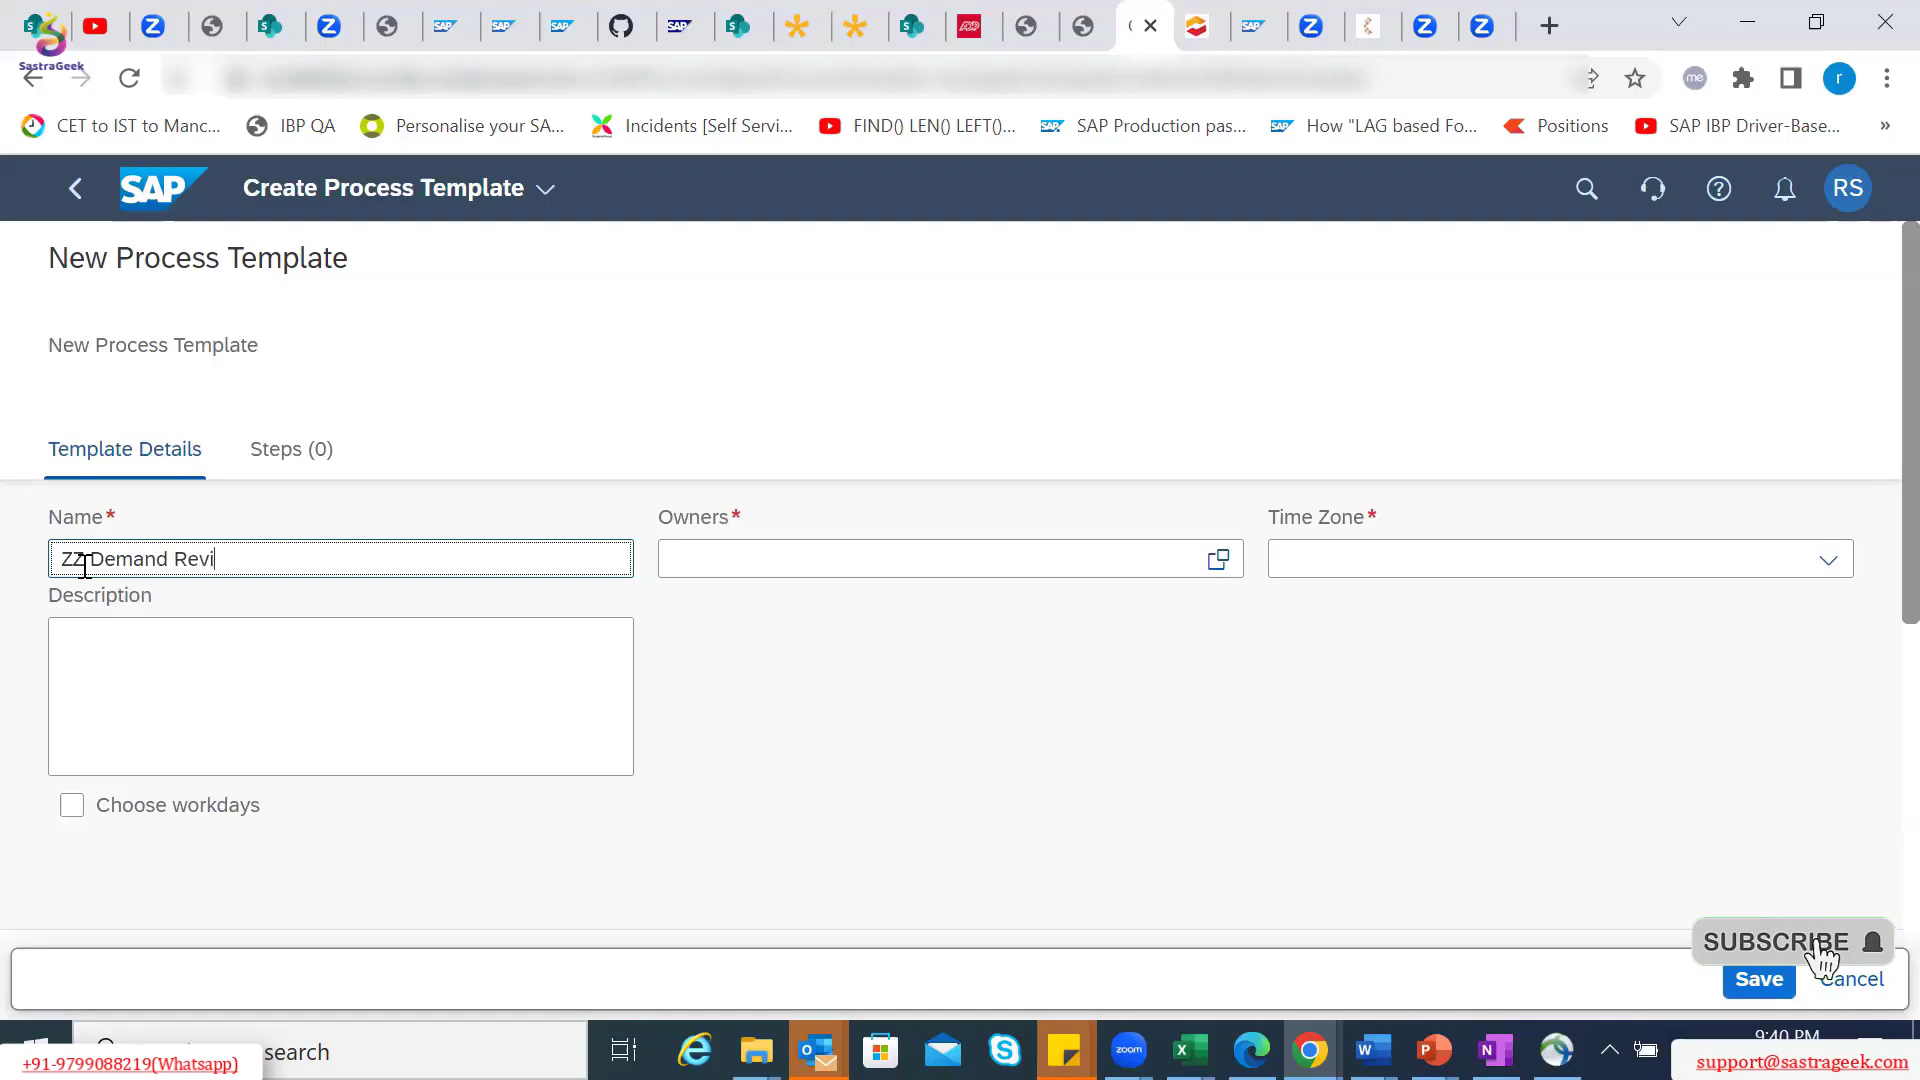 SastraGeek
CET to IST to Manc...
IBP QA
Personalise your SA...
Incidents [Self Servi...
FIND() LEN() LEFT()...
SAP Production pas...
How "LAG based Fo...
Positions
SAP IBP Driver-Base...
SAP
Create Process Template
RS
New Process Template
New Process Template
Template Details
Steps (0)
Name*
Owners*
Time Zone*
ZZ Demand Revi
Description
Choose workdays
SUBSCRIBE
Save
Cancel
search
zoom
9:40 PM
+91-9799088219(Whatsapp)
support@sastrageek.com